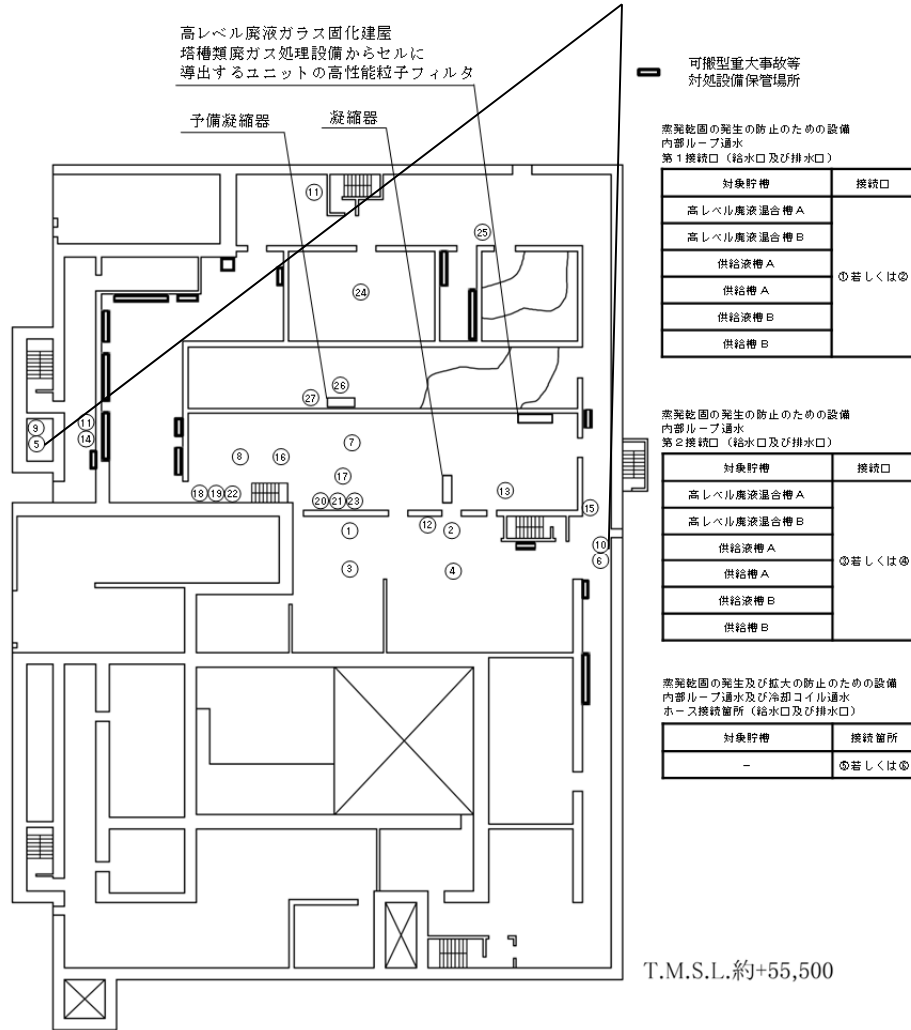 高レベル廃液ガラス固化建屋
塔槽類廃ガス処理設備からセルに
導出するユニットの高性能粒子フィルタ
予備凝縮器
凝縮器
可搬型重大事故等
対処設備保管場所
蒸発乾固の発生の防止のための設備
内部ループ通水
第1接続口（給水口及び排水口）
対象貯槽 接続口
高レベル廃液混合槽A
高レベル廃液混合槽B
供給液槽A
供給槽A
供給液槽B
供給槽B
①若しくは②
蒸発乾固の発生の防止のための設備
内部ループ通水
第2接続口（給水口及び排水口）
対象貯槽 接続口
高レベル廃液混合槽A
高レベル廃液混合槽B
供給液槽A
供給槽A
供給液槽B
供給槽B
③若しくは④
蒸発乾固の発生及び拡大の防止のための設備
内部ループ通水及び冷却コイル通水
ホース接続箇所（給水口及び排水口）
対象貯槽 接続箇所
− ⑤若しくは⑥
⑪
㉕
㉔
㉖
㉗
⑨
⑤
⑪
⑭
⑧
⑯
⑦
⑰
⑱⑲㉒
⑳㉑㉓
⑬
⑮
①
⑫
②
⑩
⑥
③
④
T.M.S.L.約+55,500